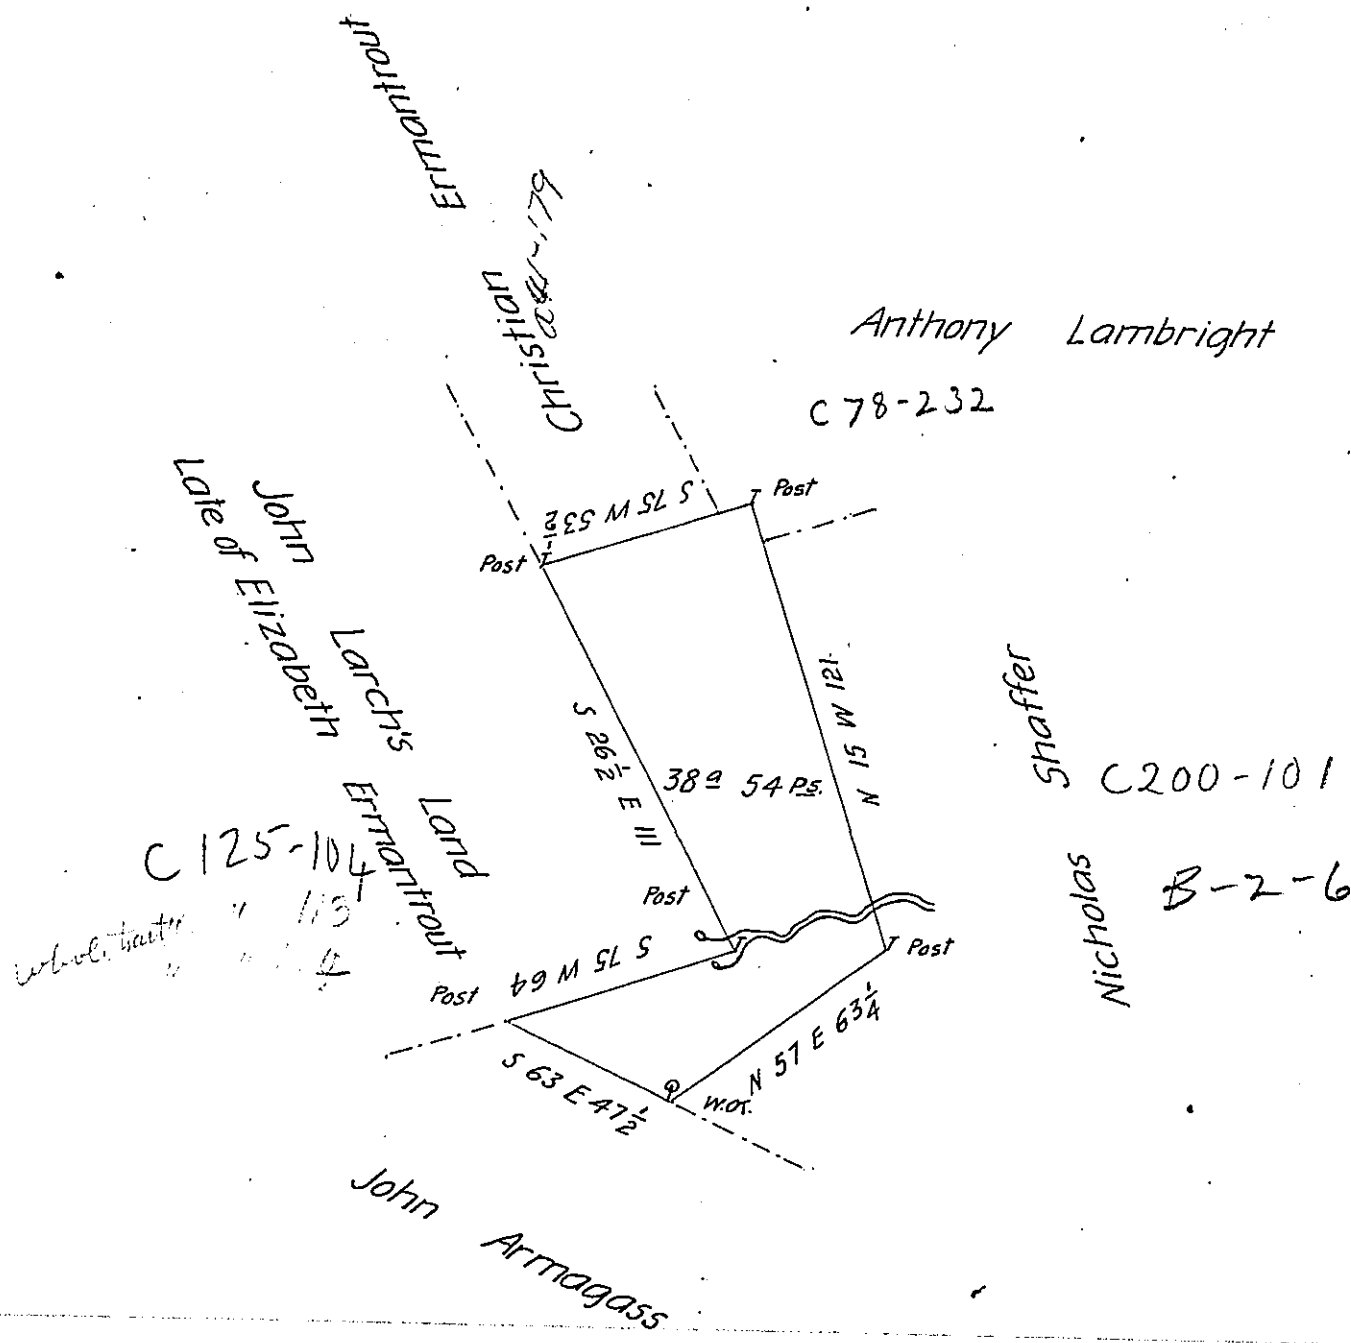 Christian Ermantrout
Anthony Lambright
C 78-232
S 75 W 53½
Post
Post
John Larch's Land
Late of Elizabeth Ermantrout
S 26½ E 111
38a 54 Ps.
N 15 W 121
Nicholas Shaffer
C200-101
B-2-6
C 125-104
" 113
Post
Post
S 75 W 64
Post
S 63 E 47½
W.O.T.
N 57 E 63¼
John Armagass